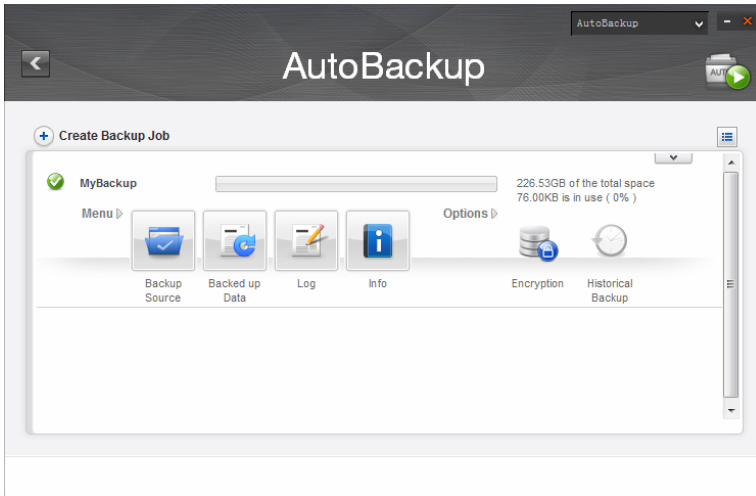 AutoBackup
AutoBackup
AUTO
Create Backup Job
MyBackup
226.53GB of the total space
76.00KB is in use ( 0% )
Menu
Options
Backup
Source
Backed up
Data
Log
Info
Encryption
Historical
Backup